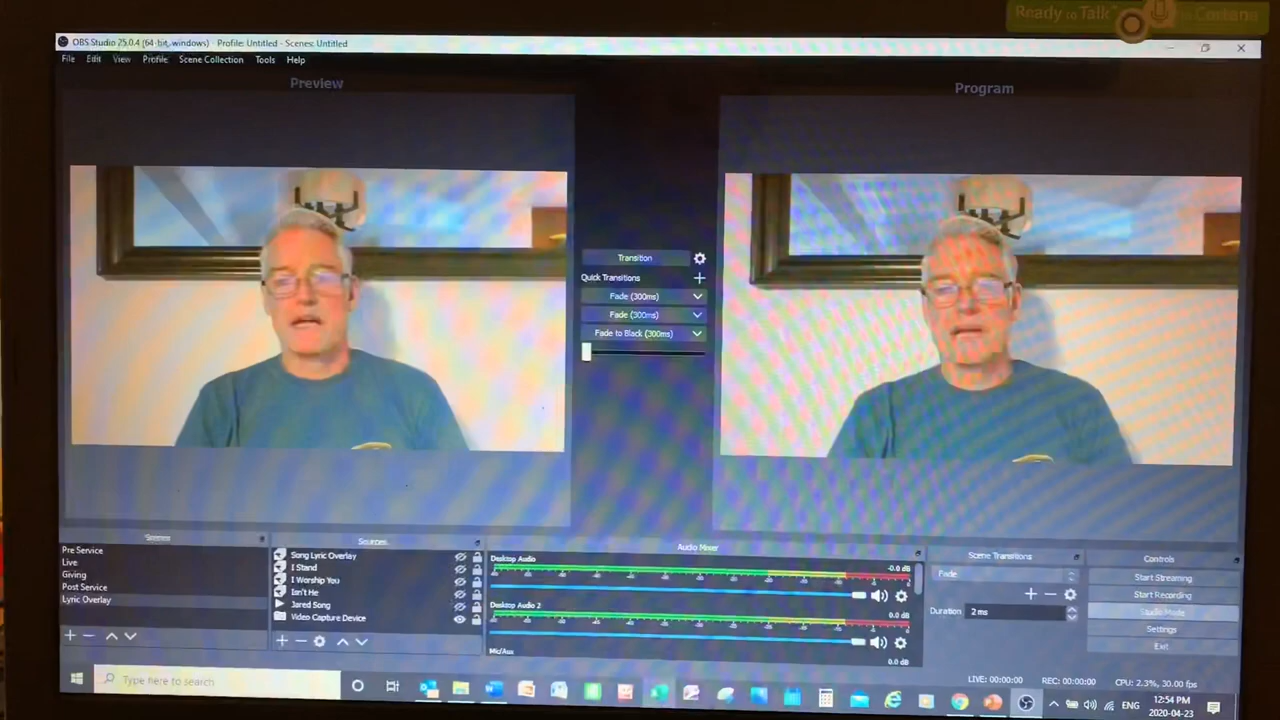 Ready to Talk
Cortana
OBS Studio 25.0.4 (64-bit, windows) - Profile: Untitled - Scenes: Untitled
File Edit View Profile Scene Collection Tools Help
Preview
Program
Transition
Quick Transitions
Fade (300ms)
Fade (300ms)
Fade to Black (300ms)
Scenes
Pre Service
Live
Giving
Post Service
Lyric Overlay
Sources
Song Lyric Overlay
I Stand
I Worship You
Isn't He
Jared Song
Video Capture Device
Audio Mixer
Desktop Audio -0.0 dB
Desktop Audio 2 0.0 dB
Mic/Aux 0.0 dB
Scene Transitions
Fade
Duration 2 ms
Controls
Start Streaming
Start Recording
Studio Mode
Settings
Exit
LIVE: 00:00:00 REC: 00:00:00 CPU: 2.3%, 30.00 fps
Type here to search
ENG
12:54 PM
2020-04-23